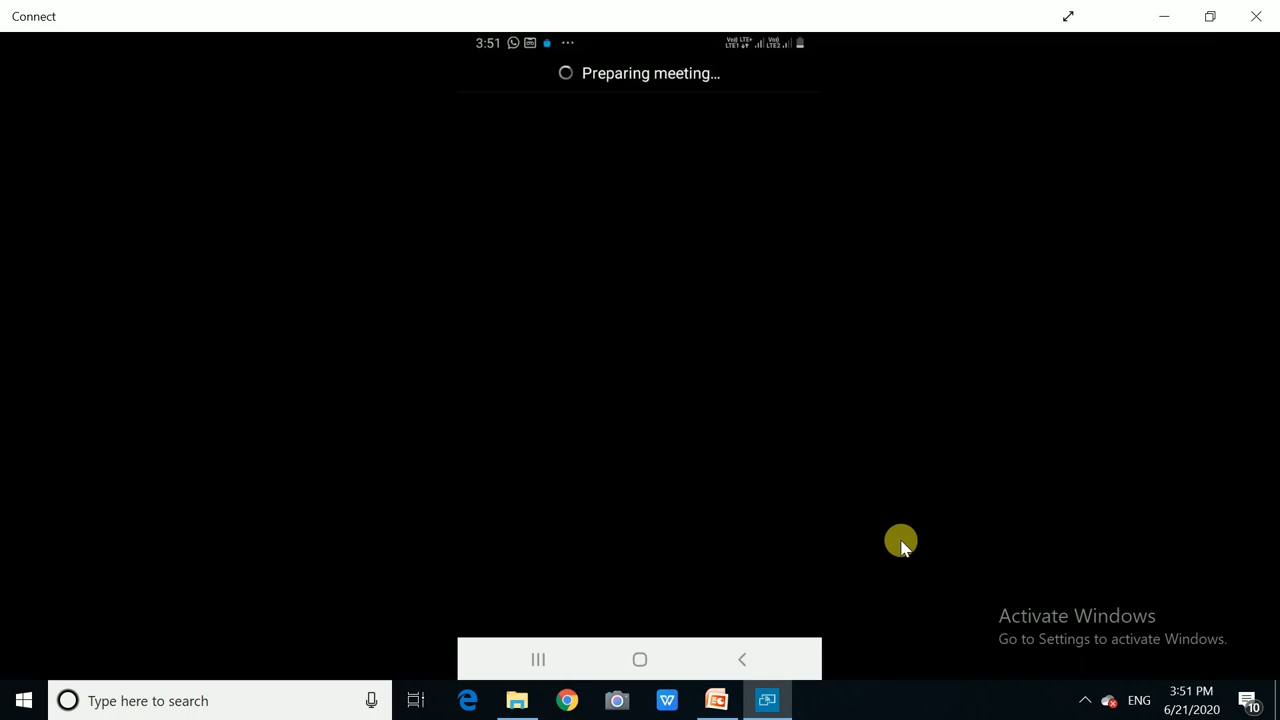 Connect
3:51
Preparing meeting...
Activate Windows
Go to Settings to activate Windows.
Type here to search
ENG
3:51 PM
6/21/2020
10